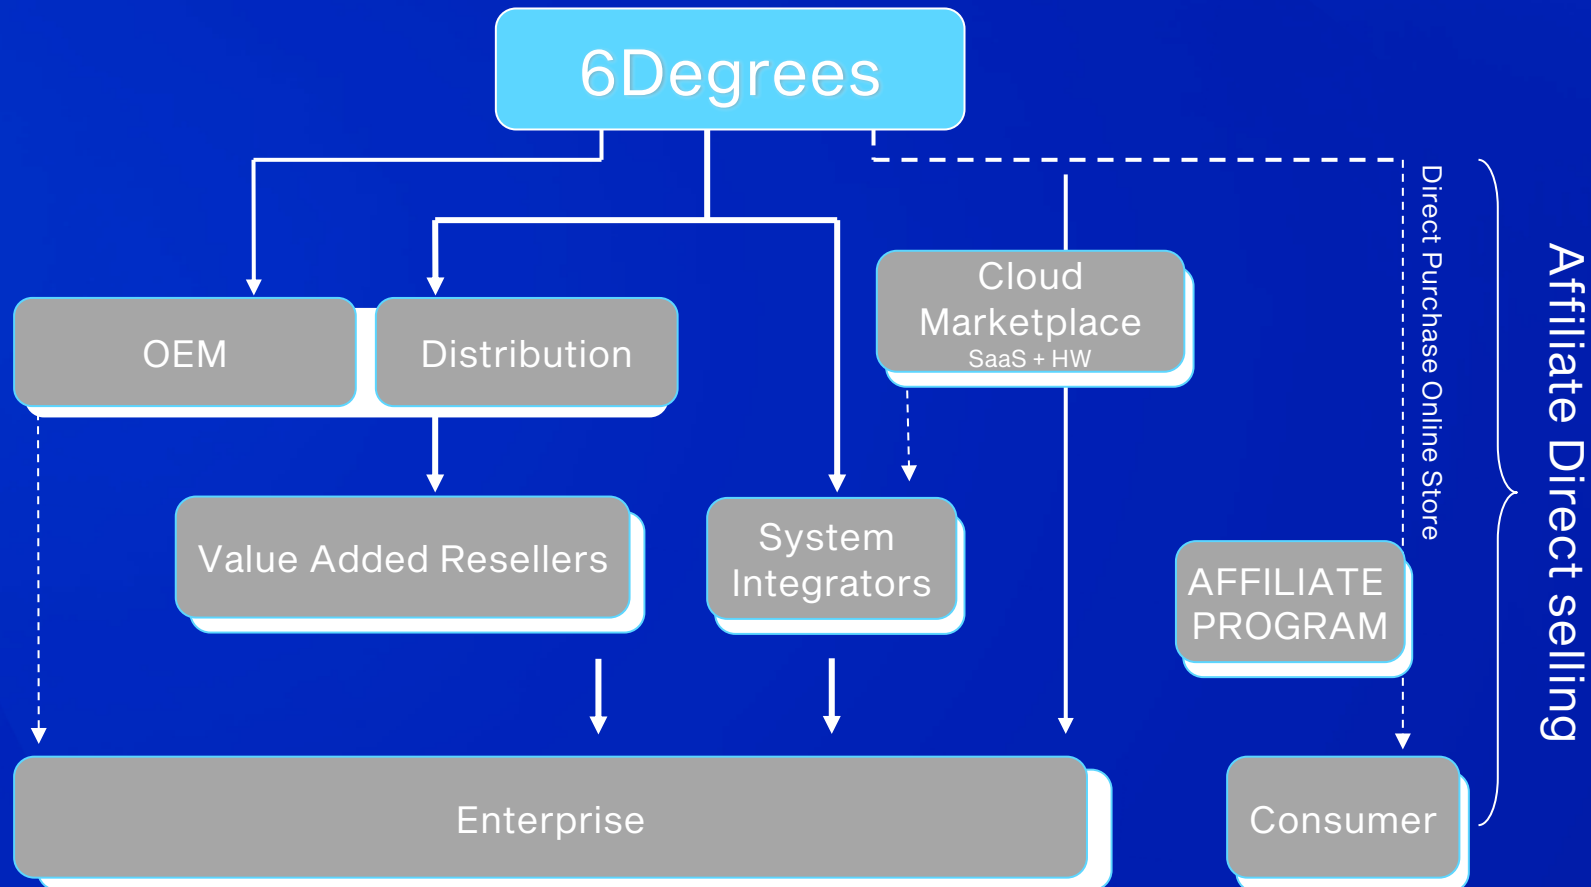 6Degrees
Direct Purchase Online Store
Affiliate Direct selling
Cloud
Marketplace
SaaS + HW
OEM
Distribution
Value Added Resellers
System
Integrators
AFFILIATE
PROGRAM
Enterprise
Consumer